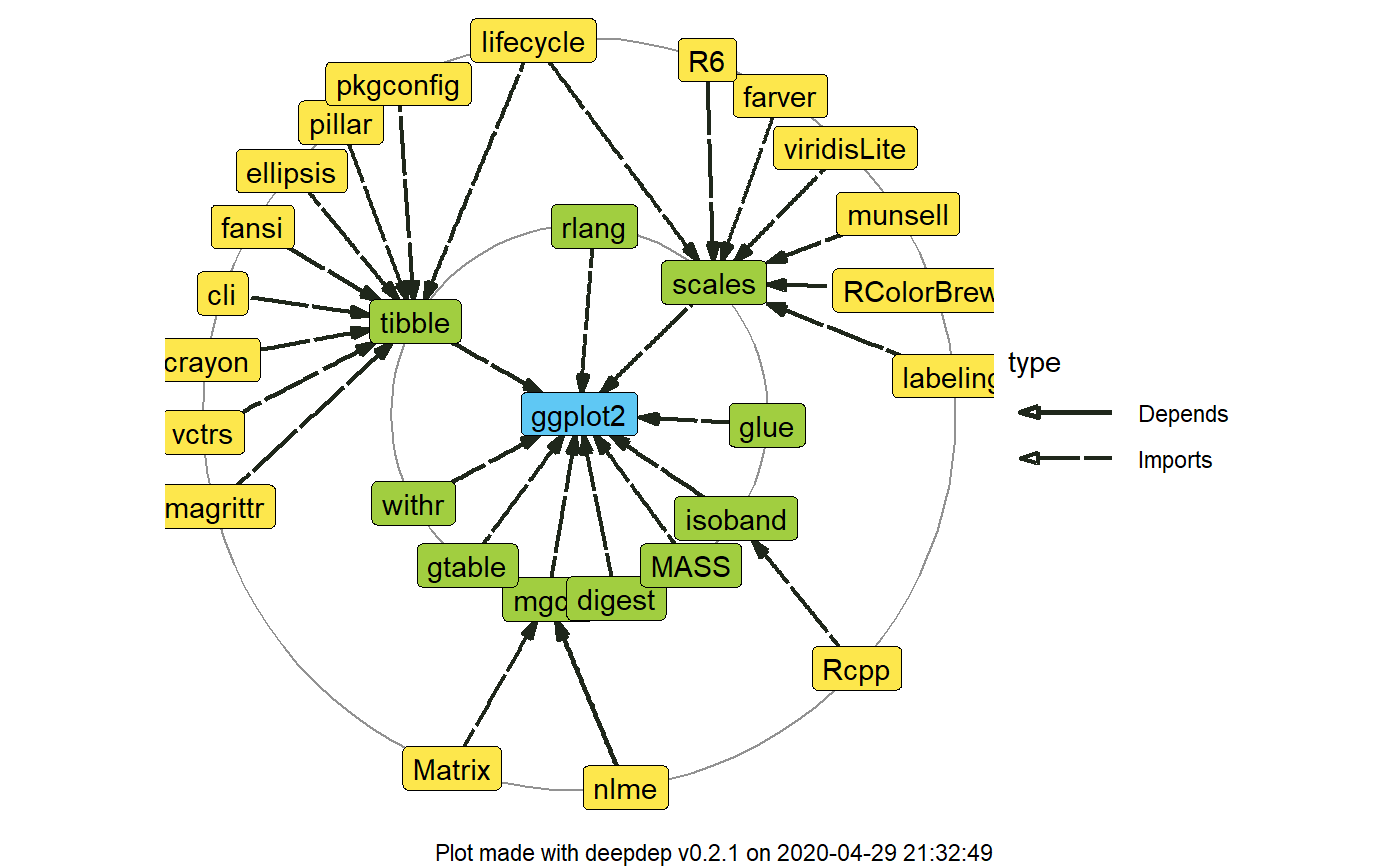 lifecycle
R6
pkgconfig
farver
pillar
viridisLite
ellipsis
munsell
fansi
rlang
scales
cli
RColorBrew
tibble
crayon
labeling
type
ggplot2
Depends
glue
vctrs
Imports
magrittr
withr
isoband
gtable
MASS
mgc
digest
Rcpp
Matrix
nlme
Plot made with deepdep v0.2.1 on 2020-04-29 21:32:49